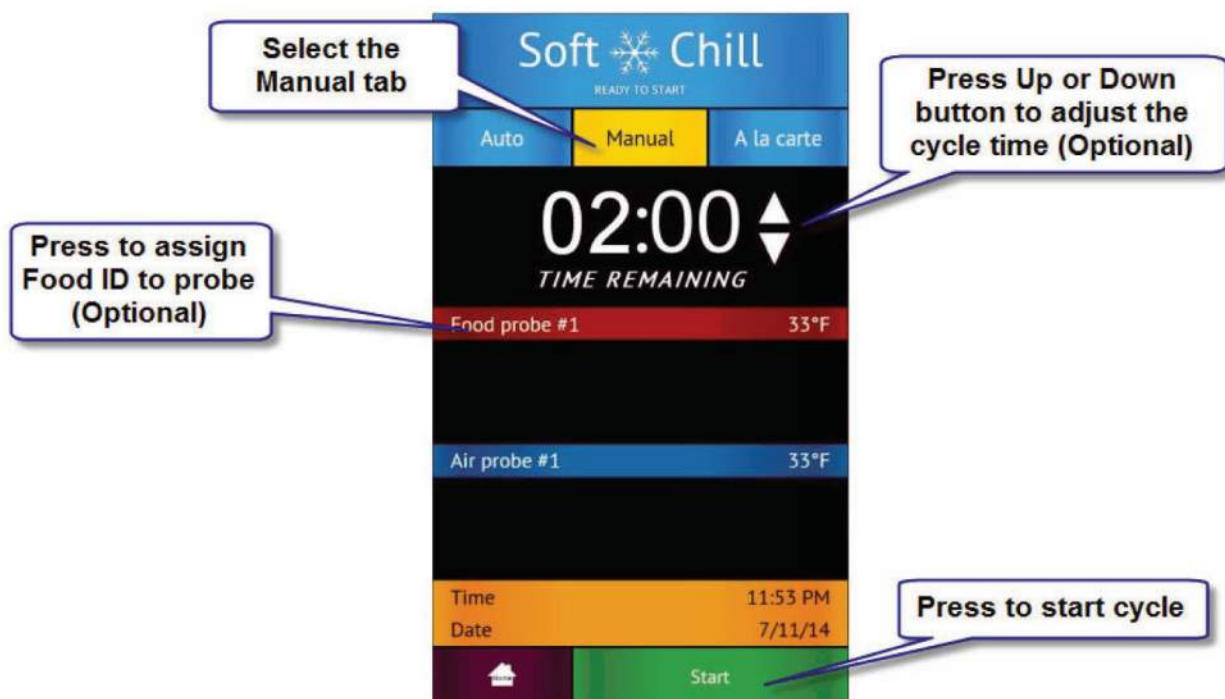 Select the
Manual tab
Soft Chill
READY TO START
Press Up or Down
button to adjust the
cycle time (Optional)
Auto
Manual
A la carte
02:00
TIME REMAINING
Press to assign
Food ID to probe
(Optional)
Food probe #1 33°F
Air probe #1 33°F
Time 11:53 PM
Date 7/11/14
Press to start cycle
Home
Start